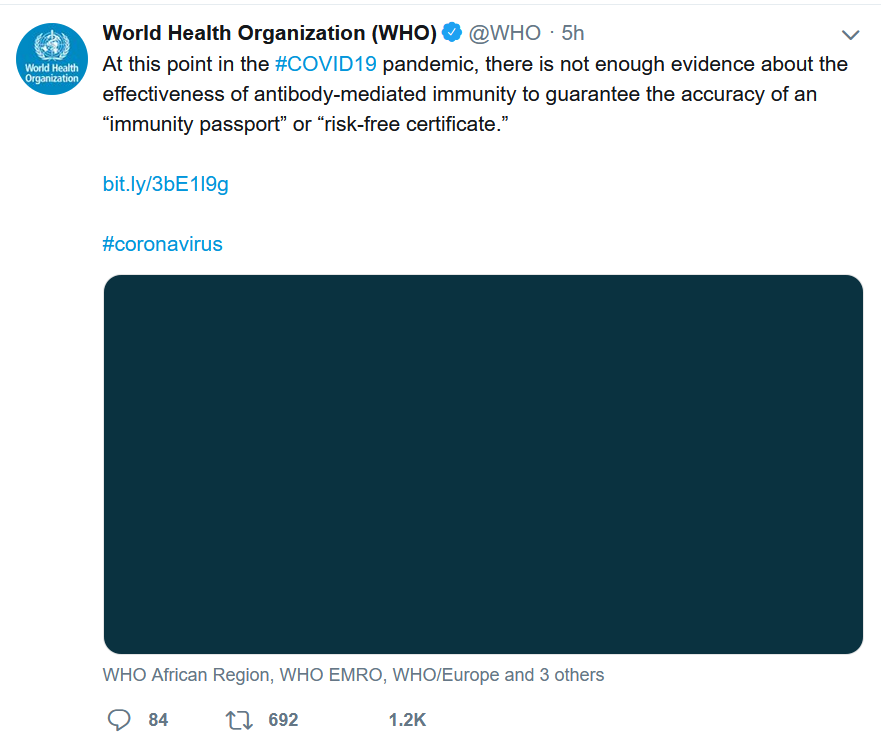 World Health Organization (WHO) @WHO · 5h
World Health
Organization
At this point in the #COVID19 pandemic, there is not enough evidence about the
effectiveness of antibody-mediated immunity to guarantee the accuracy of an
“immunity passport” or “risk-free certificate.”
bit.ly/3bE1l9g
#coronavirus
WHO African Region, WHO EMRO, WHO/Europe and 3 others
84 692 1.2K